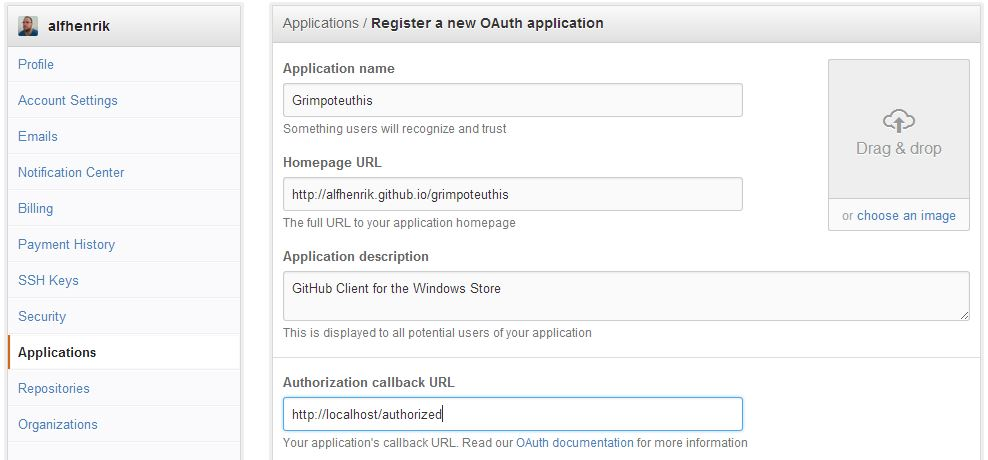 alfhenrik
Profile
Account Settings
Emails
Notification Center
Billing
Payment History
SSH Keys
Security
Applications
Repositories
Organizations
Applications / Register a new OAuth application
Application name
Grimpoteuthis
Something users will recognize and trust
Homepage URL
http://alfhenrik.github.io/grimpoteuthis
The full URL to your application homepage
Drag & drop
or choose an image
Application description
GitHub Client for the Windows Store
This is displayed to all potential users of your application
Authorization callback URL
http://localhost/authorized
Your application's callback URL. Read our OAuth documentation for more information